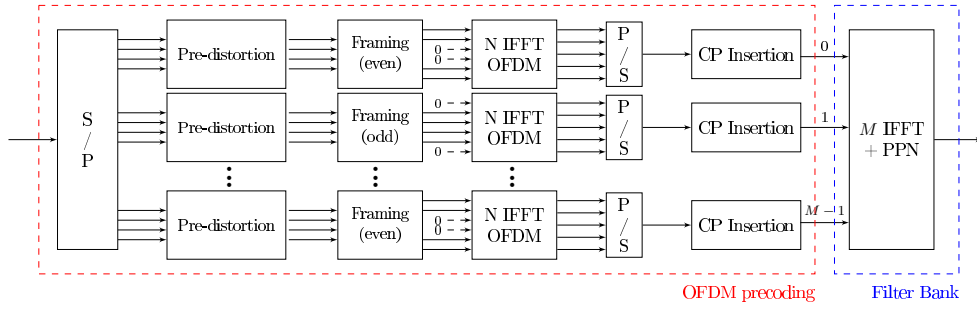 S
/
P
Pre-distortion
Framing
(even)
0
0
N IFFT
OFDM
P
/
S
CP Insertion
0
Pre-distortion
Framing
(odd)
0
0
N IFFT
OFDM
P
/
S
CP Insertion
1
Pre-distortion
Framing
(even)
0
0
N IFFT
OFDM
P
/
S
CP Insertion
M − 1
M IFFT
+ PPN
OFDM precoding
Filter Bank